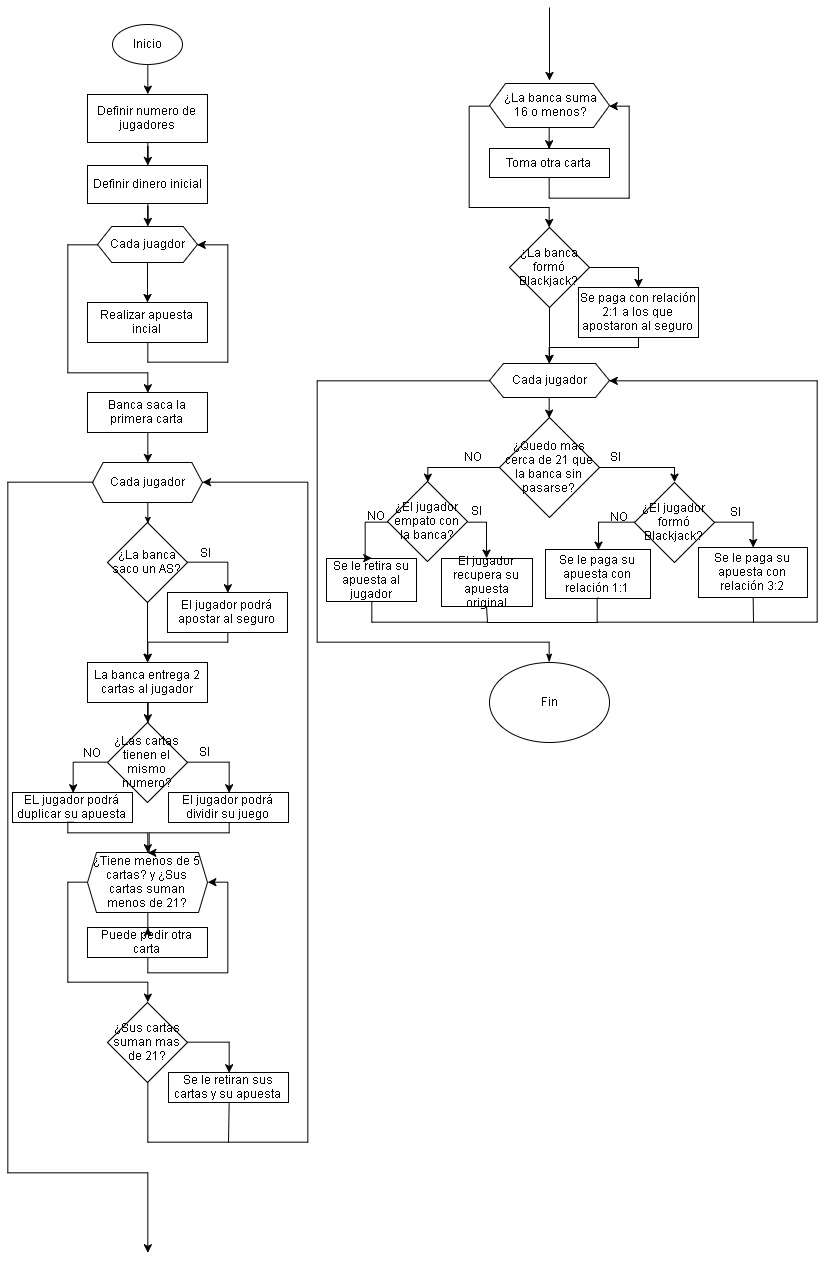 Inicio
Definir numero de
jugadores
Definir dinero inicial
Cada juagdor
Realizar apuesta
incial
Banca saca la
primera carta
Cada jugador
¿La banca
saco un AS?
SI
El jugador podrá
apostar al seguro
La banca entrega 2
cartas al jugador
¿Las cartas
tienen el
mismo
numero?
NO
SI
EL jugador podrá
duplicar su apuesta
El jugador podrá
dividir su juego
¿Tiene menos de 5
cartas? y ¿Sus
cartas suman
menos de 21?
Puede pedir otra
carta
¿Sus cartas
suman mas
de 21?
Se le retiran sus
cartas y su apuesta
¿La banca suma
16 o menos?
Toma otra carta
¿La banca
formó
Blackjack?
Se paga con relación
2:1 a los que
apostaron al seguro
Cada jugador
¿Quedo mas
cerca de 21 que
la banca sin
pasarse?
NO
SI
¿El jugador
empato con
la banca?
NO
SI
¿El jugador
formó
Blackjack?
NO
SI
Se le retira su
apuesta al
jugador
El jugador
recupera su
apuesta
original
Se le paga su
apuesta con
relación 1:1
Se le paga su
apuesta con
relación 3:2
Fin